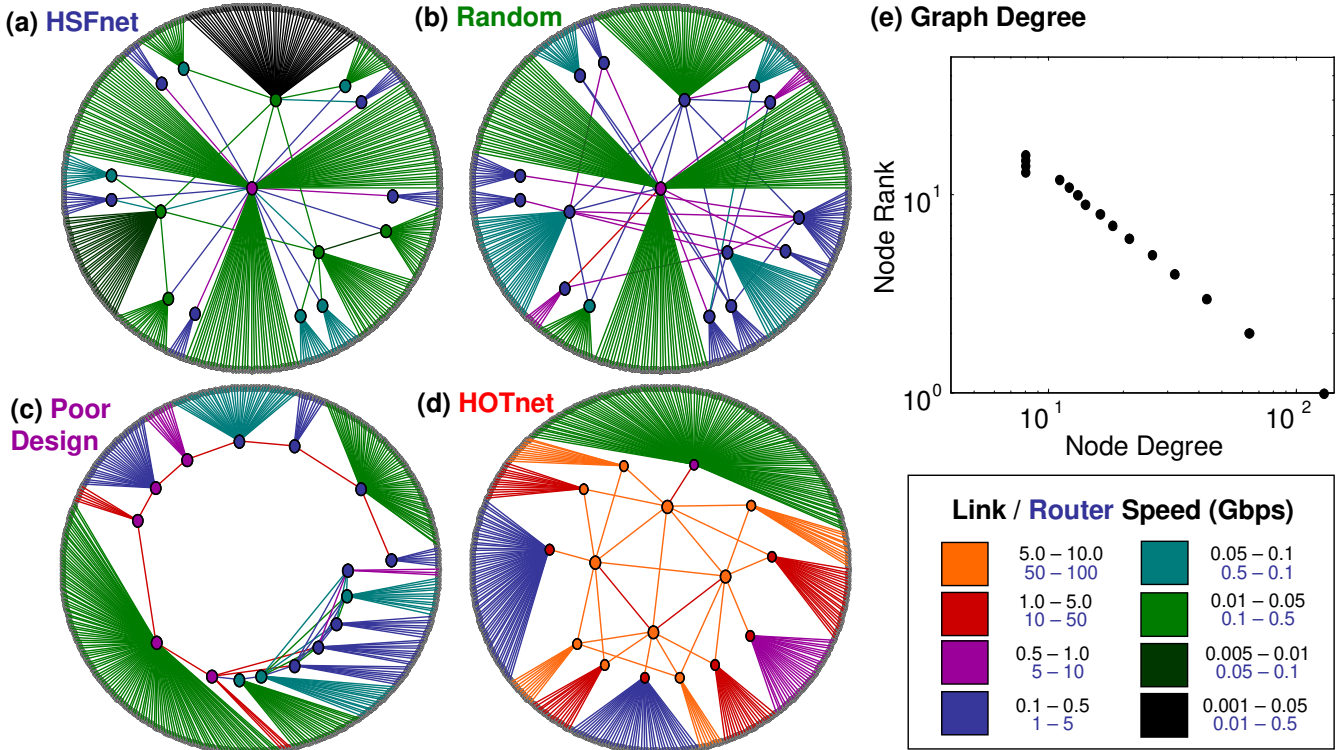 (a) HSFnet
(b) Random
(c) Poor
Design
(d) HOTnet
(e) Graph Degree
Node Rank
10^1
10^0
10^1
10^2
Node Degree
Link / Router Speed (Gbps)
5.0 – 10.0
50 – 100
1.0 – 5.0
10 – 50
0.5 – 1.0
5 – 10
0.1 – 0.5
1 – 5
0.05 – 0.1
0.5 – 0.1
0.01 – 0.05
0.1 – 0.5
0.005 – 0.01
0.05 – 0.1
0.001 – 0.05
0.01 – 0.5